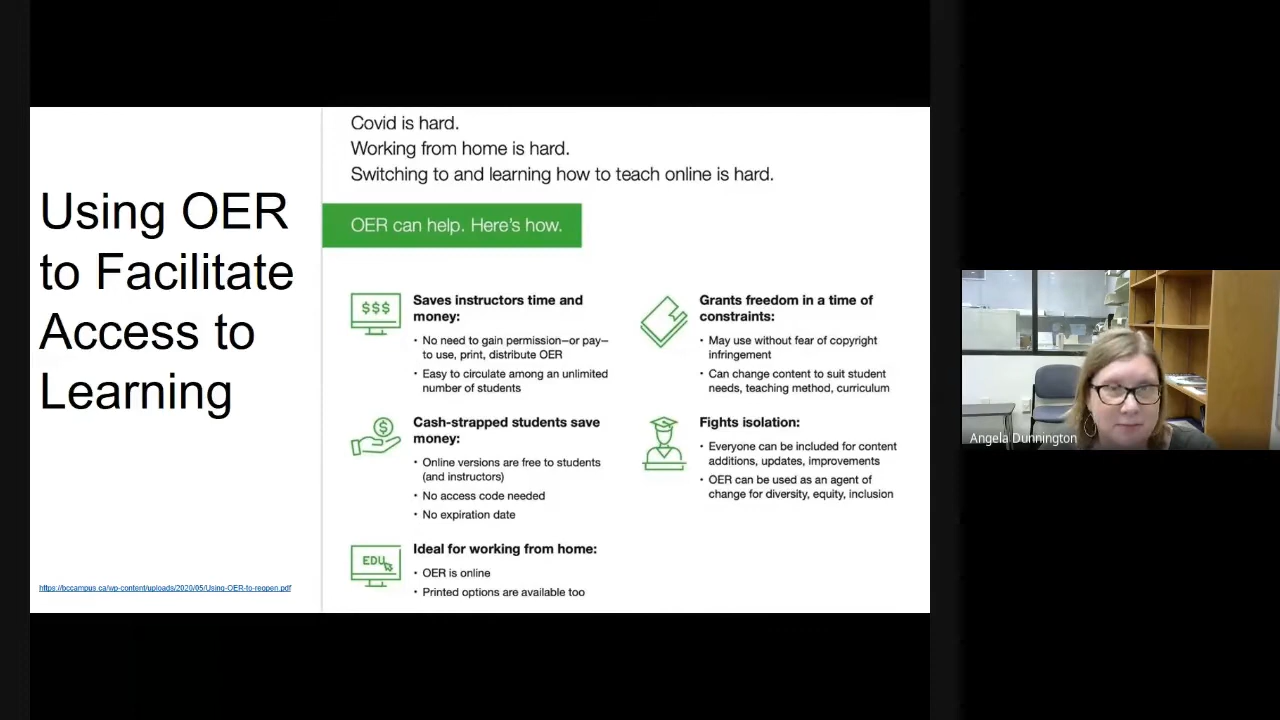 Using OER
to Facilitate
Access to
Learning
https://bccampus.ca/wp-content/uploads/2020/05/Using-OER-to-reopen.pdf
Covid is hard.
Working from home is hard.
Switching to and learning how to teach online is hard.
OER can help. Here's how.
$$$
Saves instructors time and
money:
• No need to gain permission—or pay—
to use, print, distribute OER
• Easy to circulate among an unlimited
number of students
$
Cash-strapped students save
money:
• Online versions are free to students
(and instructors)
• No access code needed
• No expiration date
EDU
Ideal for working from home:
• OER is online
• Printed options are available too
Grants freedom in a time of
constraints:
• May use without fear of copyright
infringement
• Can change content to suit student
needs, teaching method, curriculum
Fights isolation:
• Everyone can be included for content
additions, updates, improvements
• OER can be used as an agent of
change for diversity, equity, inclusion
Angela Dunnington